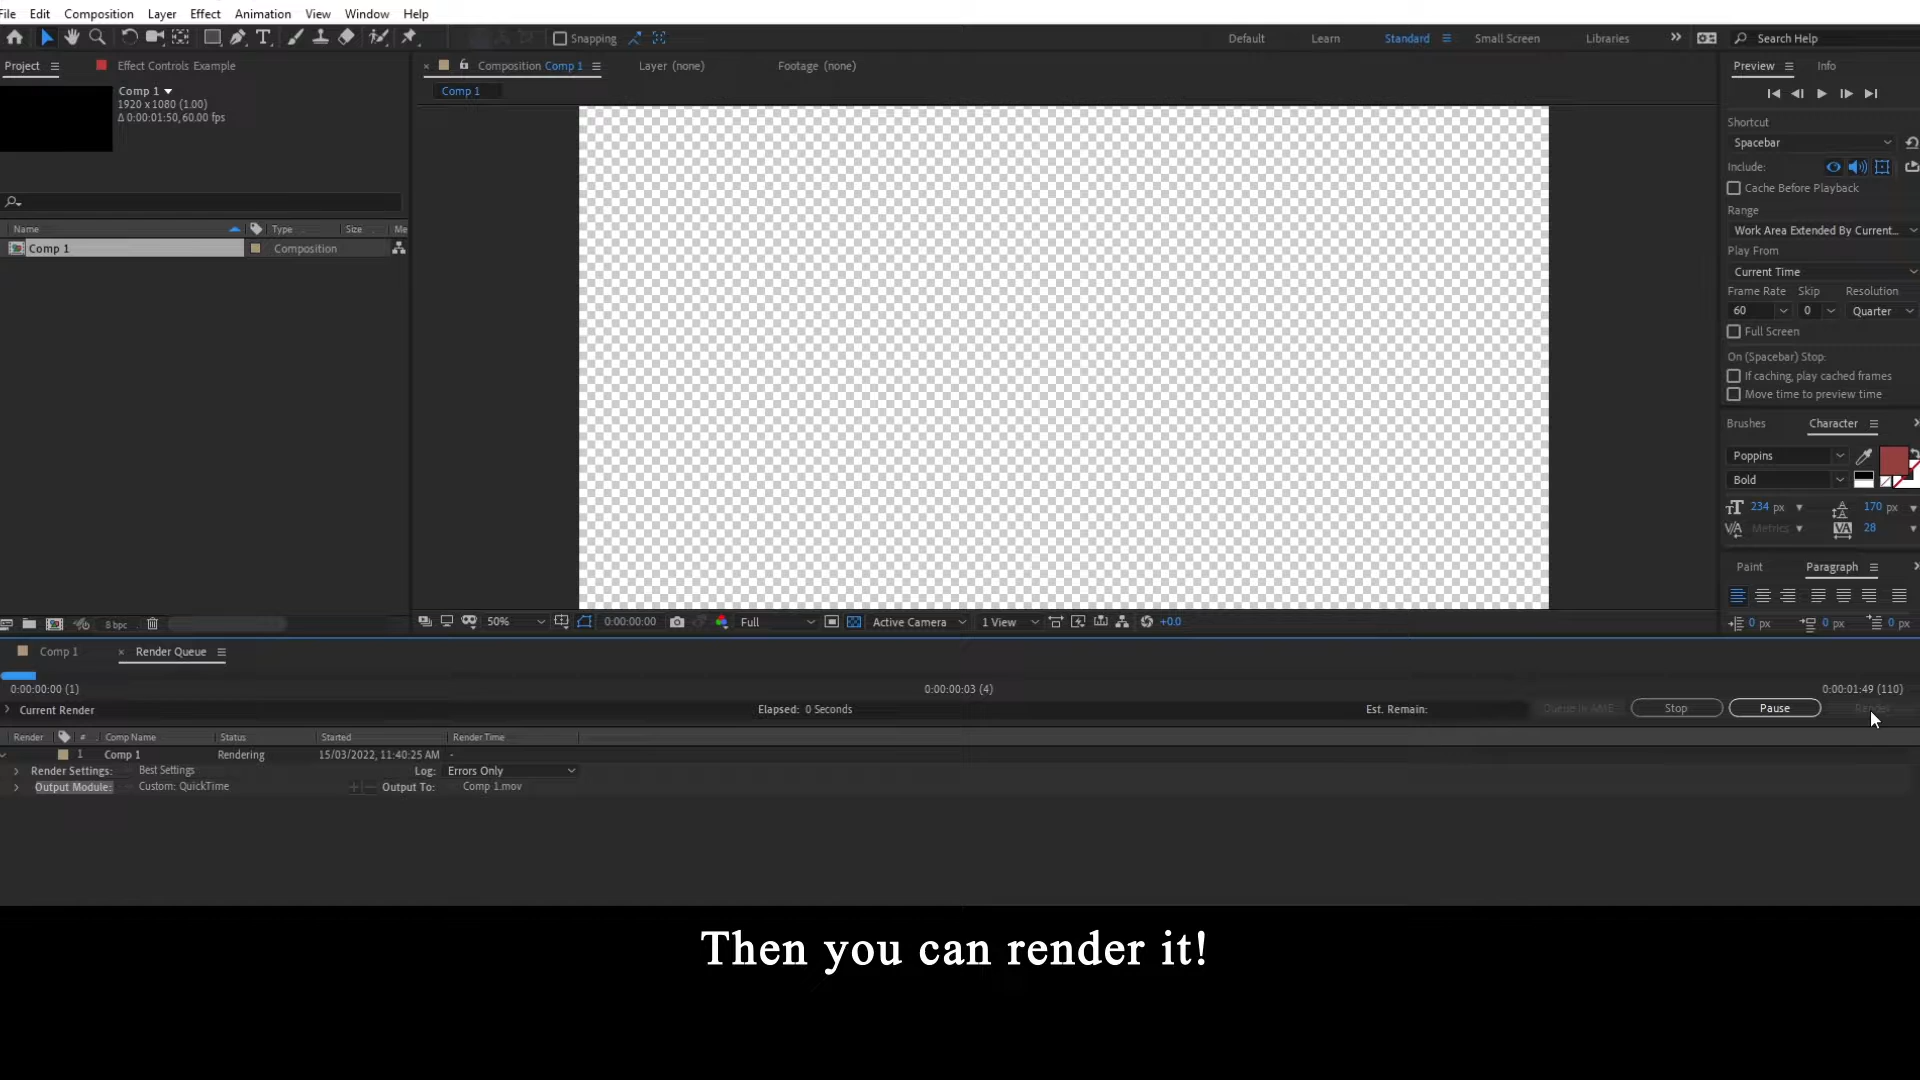 File Edit Composition Layer Effect Animation View Window Help
Snapping
Default Learn Standard Small Screen Libraries
Search Help
Project
Effect Controls Example
Composition Comp 1
Layer (none)
Footage (none)
Comp 1
Comp 1
1920 x 1080 (1.00)
Δ 0:00:01:50, 60.00 fps
Name Type Size Me
Comp 1 Composition
8 bpc
50%
0:00:00:00
Full
Active Camera
1 View
+0.0
Preview Info
Shortcut
Spacebar
Include:
Cache Before Playback
Range
Work Area Extended By Current...
Play From
Current Time
Frame Rate Skip Resolution
60 0 Quarter
Full Screen
On (Spacebar) Stop:
If caching, play cached frames
Move time to preview time
Brushes Character
Poppins
Bold
234 px 170 px
Metrics 28
Paint Paragraph
0 px 0 px 0 px
Comp 1 Render Queue
0:00:00:00 (1) 0:00:00:03 (4) 0:00:01:49 (110)
Current Render Elapsed: 0 Seconds Est. Remain: Queue in AME Stop Pause Render
Render # Comp Name Status Started Render Time
1 Comp 1 Rendering 15/03/2022, 11:40:25 AM -
Render Settings: Best Settings Log: Errors Only
Output Module: Custom: QuickTime Output To: Comp 1.mov
Then you can render it!